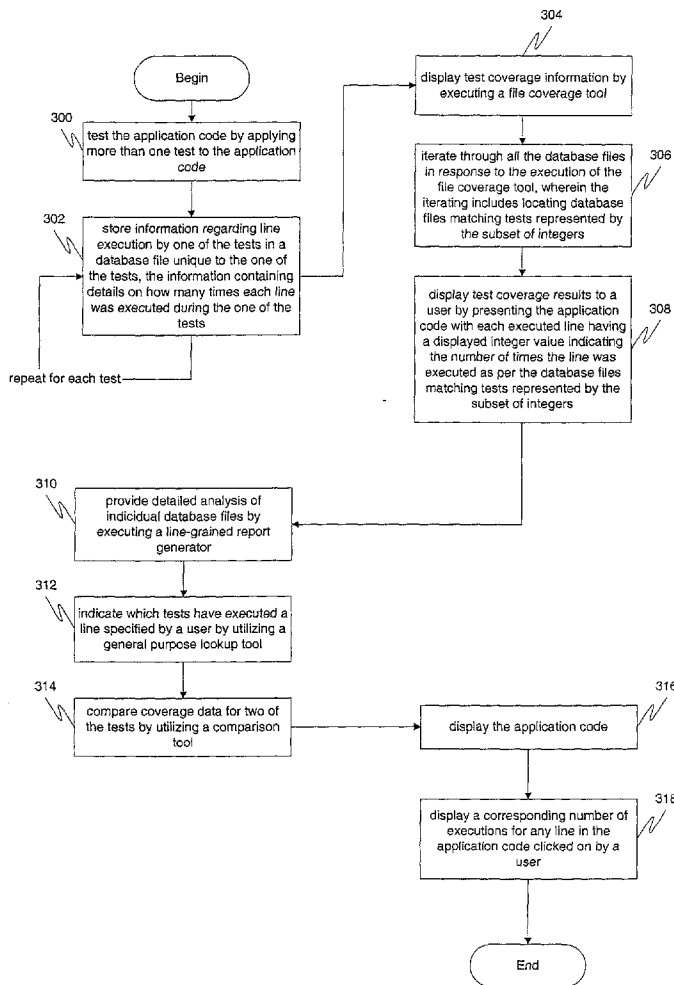 Begin
300
test the application code by applying
more than one test to the application
code
302
store information regarding line
execution by one of the tests in a
database file unique to the one of
the tests, the information containing
details on how many times each line
was executed during the one of the
tests
repeat for each test
304
display test coverage information by
executing a file coverage tool
306
iterate through all the database files
in response to the execution of the
file coverage tool, wherein the
iterating includes locating database
files matching tests represented by
the subset of integers
308
display test coverage results to a
user by presenting the application
code with each executed line having
a displayed integer value indicating
the number of times the line was
executed as per the database files
matching tests represented by the
subset of integers
310
provide detailed analysis of
indicidual database files by
executing a line-grained report
generator
312
indicate which tests have executed a
line specified by a user by utilizing a
general purpose lookup tool
314
compare coverage data for two of
the tests by utilizing a comparison
tool
316
display the application code
318
display a corresponding number of
executions for any line in the
application code clicked on by a
user
End